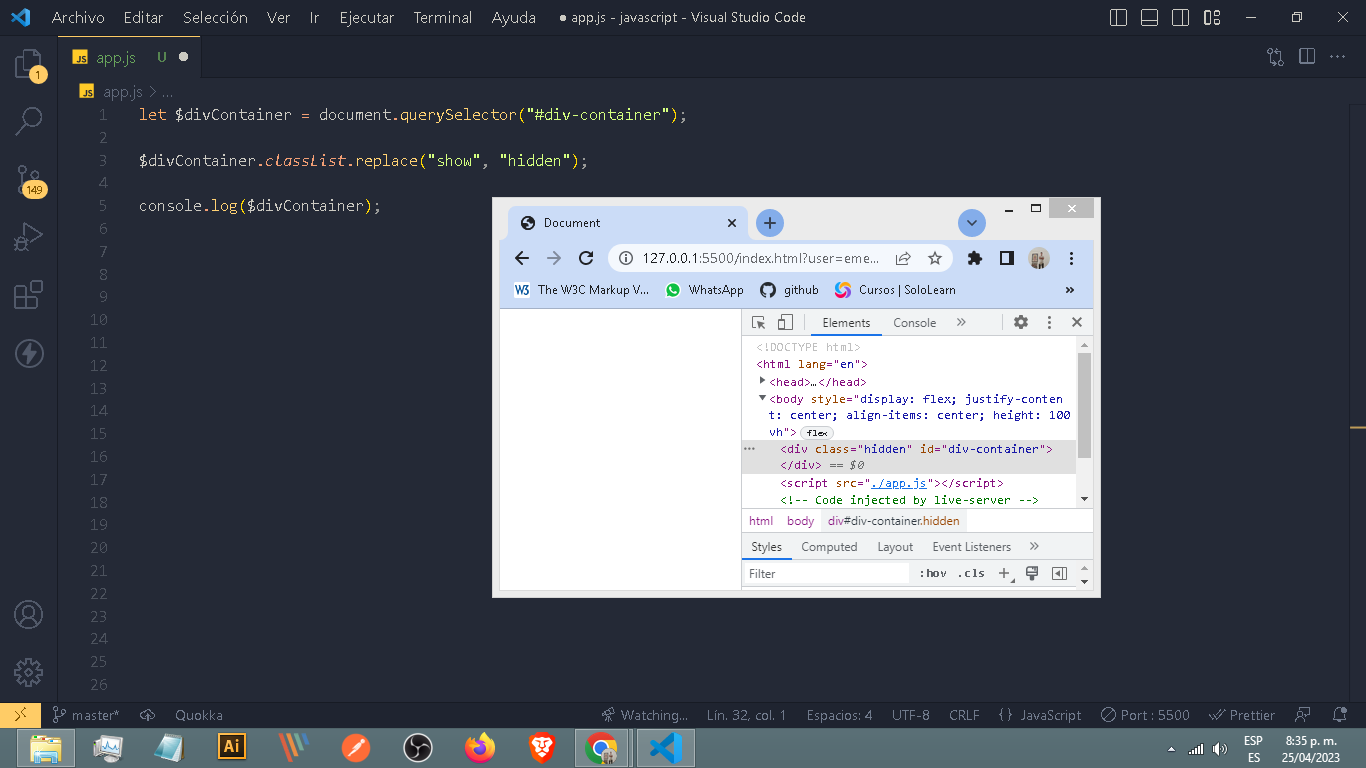 Archivo Editar Selección Ver Ir Ejecutar Terminal Ayuda ● app.js - javascript - Visual Studio Code
JS app.js U ●
1
JS app.js > ...
1 let $divContainer = document.querySelector("#div-container");
2
3 $divContainer.classList.replace("show", "hidden");
4
5 console.log($divContainer);
6
7
8
9
10
11
12
13
14
15
16
17
18
19
20
21
22
23
24
25
26
149
Document
127.0.0.1:5500/index.html?user=eme...
W3 The W3C Markup V... WhatsApp github Cursos | SoloLearn »
Elements Console »
<!DOCTYPE html>
<html lang="en">
<head>…</head>
<body style="display: flex; justify-conten
t: center; align-items: center; height: 100
vh"> flex
<div class="hidden" id="div-container">
</div> == $0
<script src="./app.js"></script>
<!-- Code injected by live-server -->
html body div#div-container.hidden
Styles Computed Layout Event Listeners »
Filter :hov .cls +
master* Quokka Watching... Lín. 32, col. 1 Espacios: 4 UTF-8 CRLF {} JavaScript Port : 5500 Prettier
Ai
ESP 8:35 p. m.
ES 25/04/2023